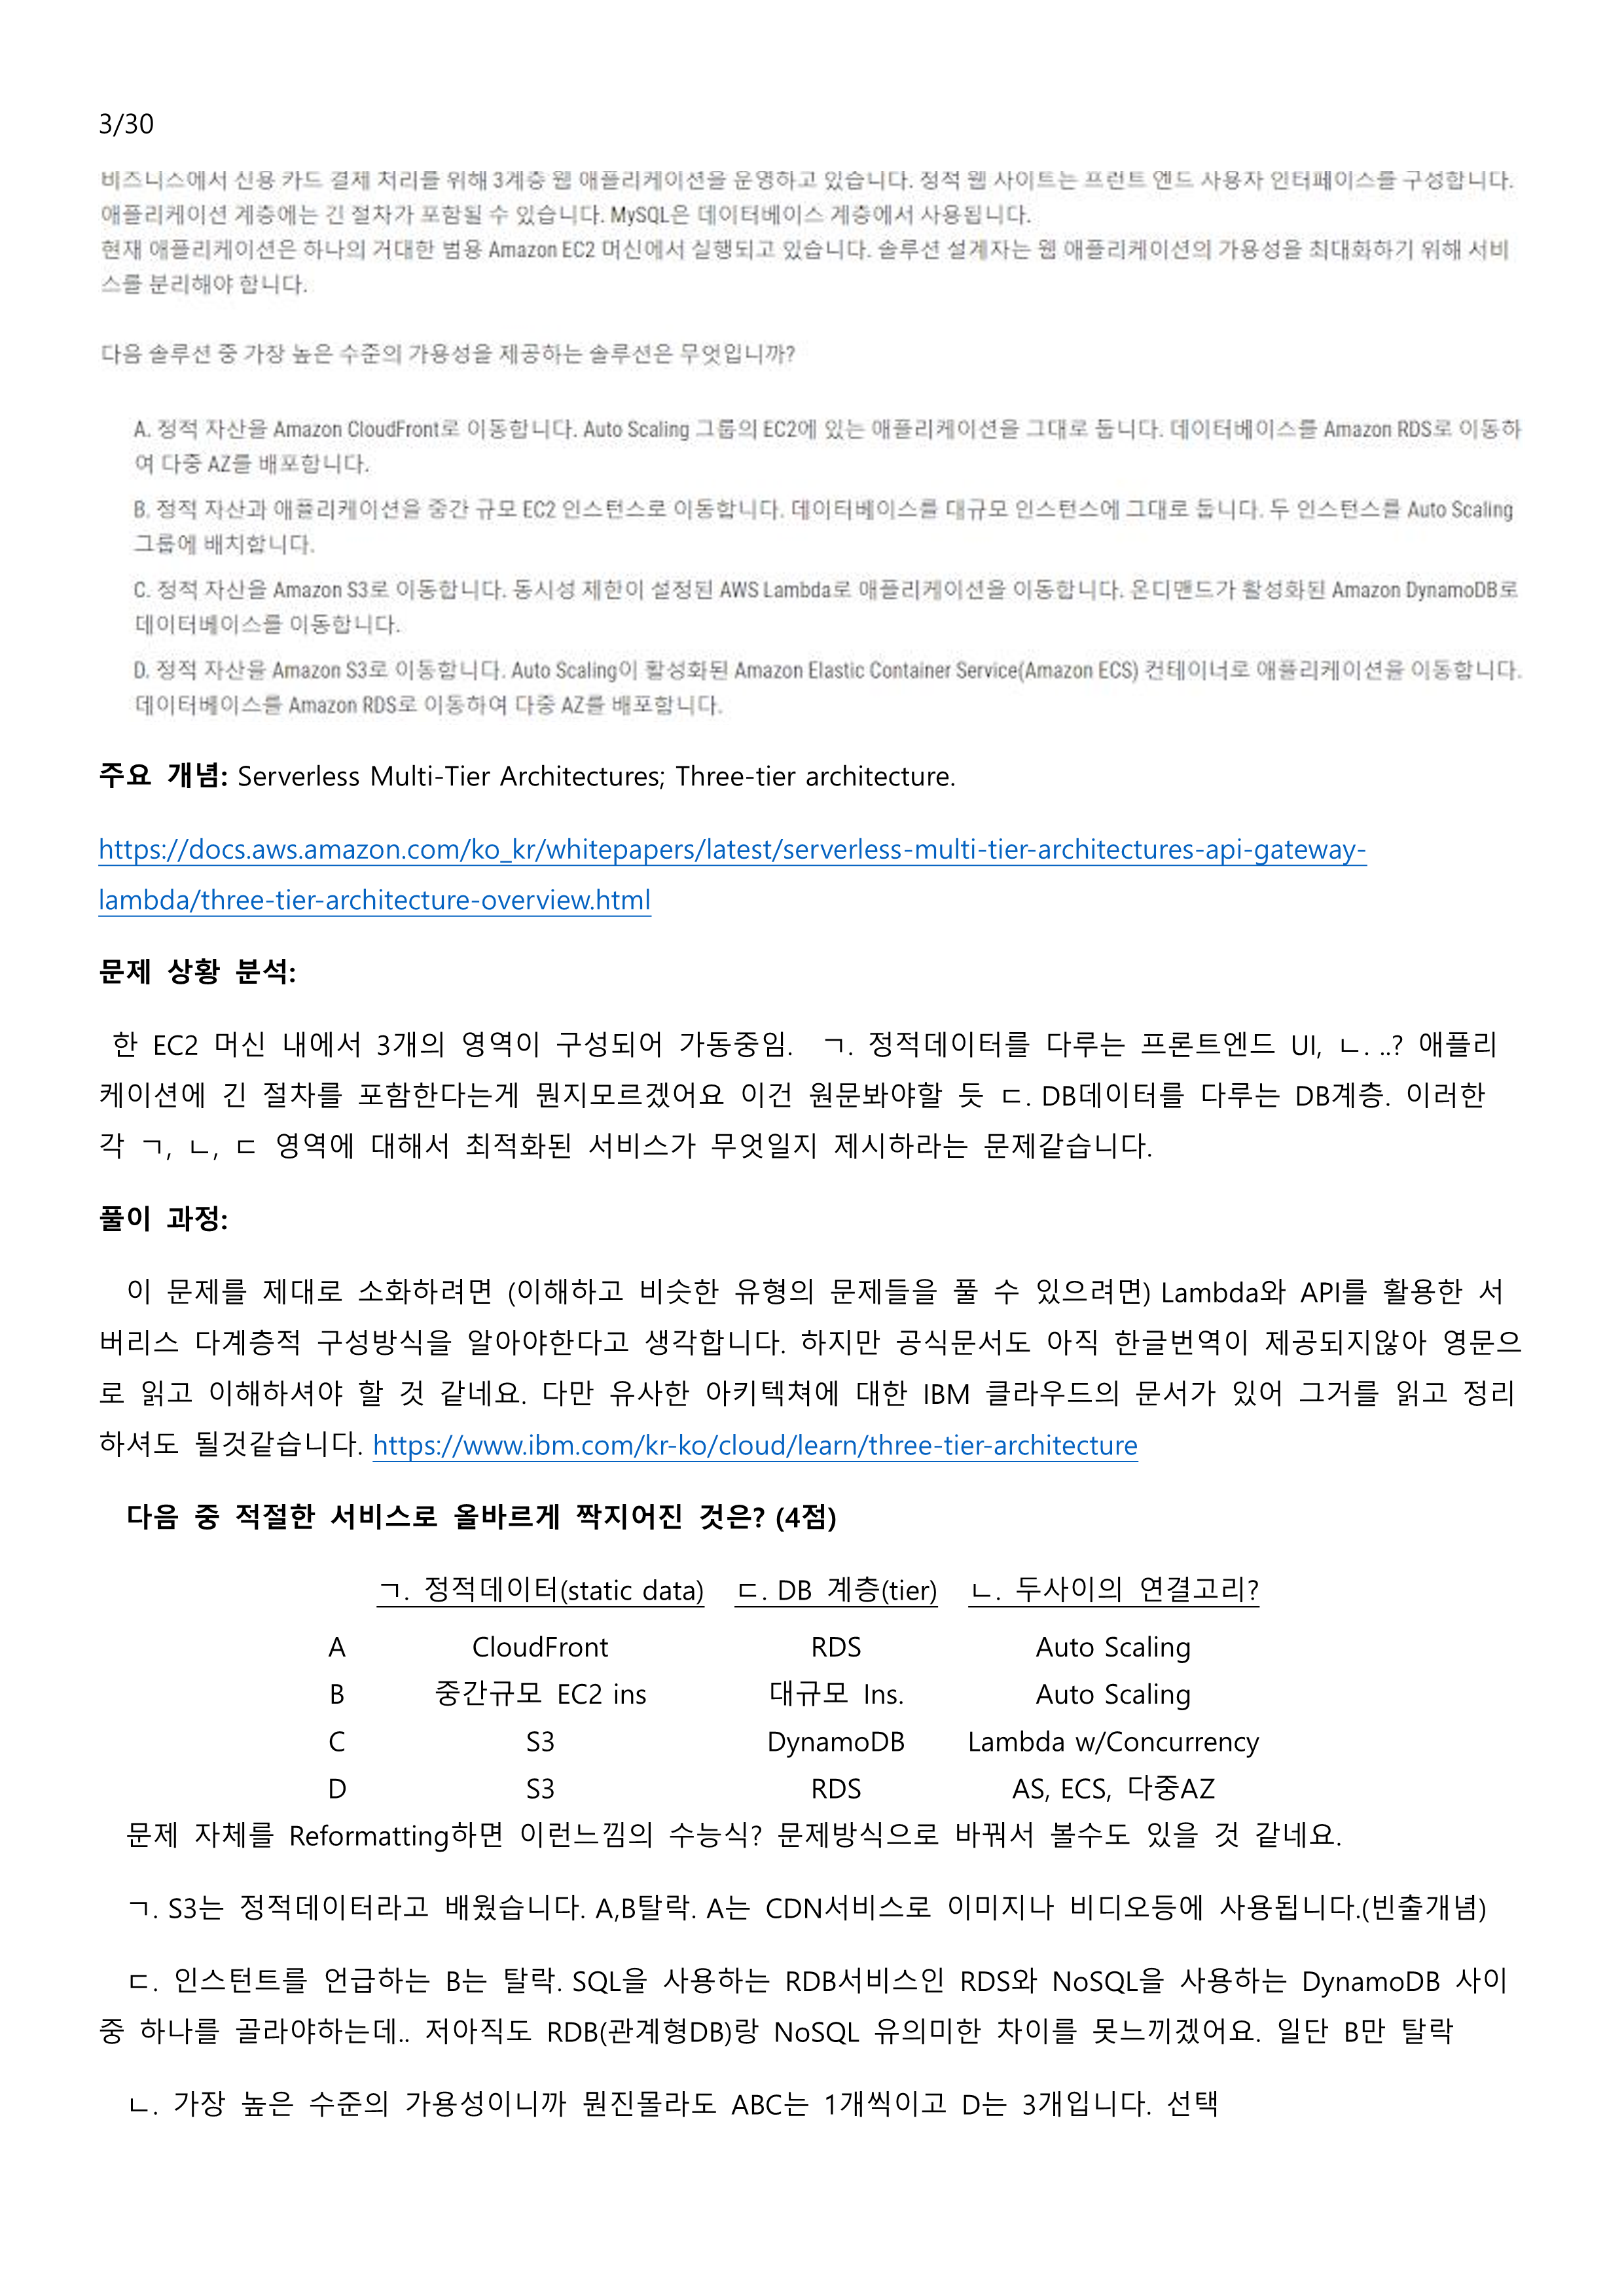 3/30
비즈니스에서 신용 카드 결제 처리를 위해 3계층 웹 애플리케이션을 운영하고 있습니다. 정적 웹 사이트는 프런트 엔드 사용자 인터페이스를 구성합니다.
애플리케이션 계층에는 긴 절차가 포함될 수 있습니다. MySQL은 데이터베이스 계층에서 사용됩니다.
현재 애플리케이션은 하나의 거대한 범용 Amazon EC2 머신에서 실행되고 있습니다. 솔루션 설계자는 웹 애플리케이션의 가용성을 최대화하기 위해 서비
스를 분리해야 합니다.
다음 솔루션 중 가장 높은 수준의 가용성을 제공하는 솔루션은 무엇입니까?
A. 정적 자산을 Amazon CloudFront로 이동합니다. Auto Scaling 그룹의 EC2에 있는 애플리케이션을 그대로 둡니다. 데이터베이스를 Amazon RDS로 이동하
여 다중 AZ를 배포합니다.
B. 정적 자산과 애플리케이션을 중간 규모 EC2 인스턴스로 이동합니다. 데이터베이스를 대규모 인스턴스에 그대로 둡니다. 두 인스턴스를 Auto Scaling
그룹에 배치합니다.
C. 정적 자산을 Amazon S3로 이동합니다. 동시성 제한이 설정된 AWS Lambda로 애플리케이션을 이동합니다. 온디맨드가 활성화된 Amazon DynamoDB로
데이터베이스를 이동합니다.
D. 정적 자산을 Amazon S3로 이동합니다. Auto Scaling이 활성화된 Amazon Elastic Container Service(Amazon ECS) 컨테이너로 애플리케이션을 이동합니다.
데이터베이스를 Amazon RDS로 이동하여 다중 AZ를 배포합니다.
주요 개념: Serverless Multi-Tier Architectures; Three-tier architecture.
https://docs.aws.amazon.com/ko_kr/whitepapers/latest/serverless-multi-tier-architectures-api-gateway-
lambda/three-tier-architecture-overview.html
문제 상황 분석:
한 EC2 머신 내에서 3개의 영역이 구성되어 가동중임. ㄱ. 정적데이터를 다루는 프론트엔드 UI, ㄴ. ..? 애플리
케이션에 긴 절차를 포함한다는게 뭔지모르겠어요 이건 원문봐야할 듯 ㄷ. DB데이터를 다루는 DB계층. 이러한
각 ㄱ, ㄴ, ㄷ 영역에 대해서 최적화된 서비스가 무엇일지 제시하라는 문제같습니다.
풀이 과정:
이 문제를 제대로 소화하려면 (이해하고 비슷한 유형의 문제들을 풀 수 있으려면) Lambda와 API를 활용한 서
버리스 다계층적 구성방식을 알아야한다고 생각합니다. 하지만 공식문서도 아직 한글번역이 제공되지않아 영문으
로 읽고 이해하셔야 할 것 같네요. 다만 유사한 아키텍쳐에 대한 IBM 클라우드의 문서가 있어 그거를 읽고 정리
하셔도 될것같습니다. https://www.ibm.com/kr-ko/cloud/learn/three-tier-architecture
다음 중 적절한 서비스로 올바르게 짝지어진 것은? (4점)
ㄱ. 정적데이터(static data) ㄷ. DB 계층(tier) ㄴ. 두사이의 연결고리?
A CloudFront RDS Auto Scaling
B 중간규모 EC2 ins 대규모 Ins. Auto Scaling
C S3 DynamoDB Lambda w/Concurrency
D S3 RDS AS, ECS, 다중AZ
문제 자체를 Reformatting하면 이런느낌의 수능식? 문제방식으로 바꿔서 볼수도 있을 것 같네요.
ㄱ. S3는 정적데이터라고 배웠습니다. A,B탈락. A는 CDN서비스로 이미지나 비디오등에 사용됩니다.(빈출개념)
ㄷ. 인스턴트를 언급하는 B는 탈락. SQL을 사용하는 RDB서비스인 RDS와 NoSQL을 사용하는 DynamoDB 사이
중 하나를 골라야하는데.. 저아직도 RDB(관계형DB)랑 NoSQL 유의미한 차이를 못느끼겠어요. 일단 B만 탈락
ㄴ. 가장 높은 수준의 가용성이니까 뭔진몰라도 ABC는 1개씩이고 D는 3개입니다. 선택